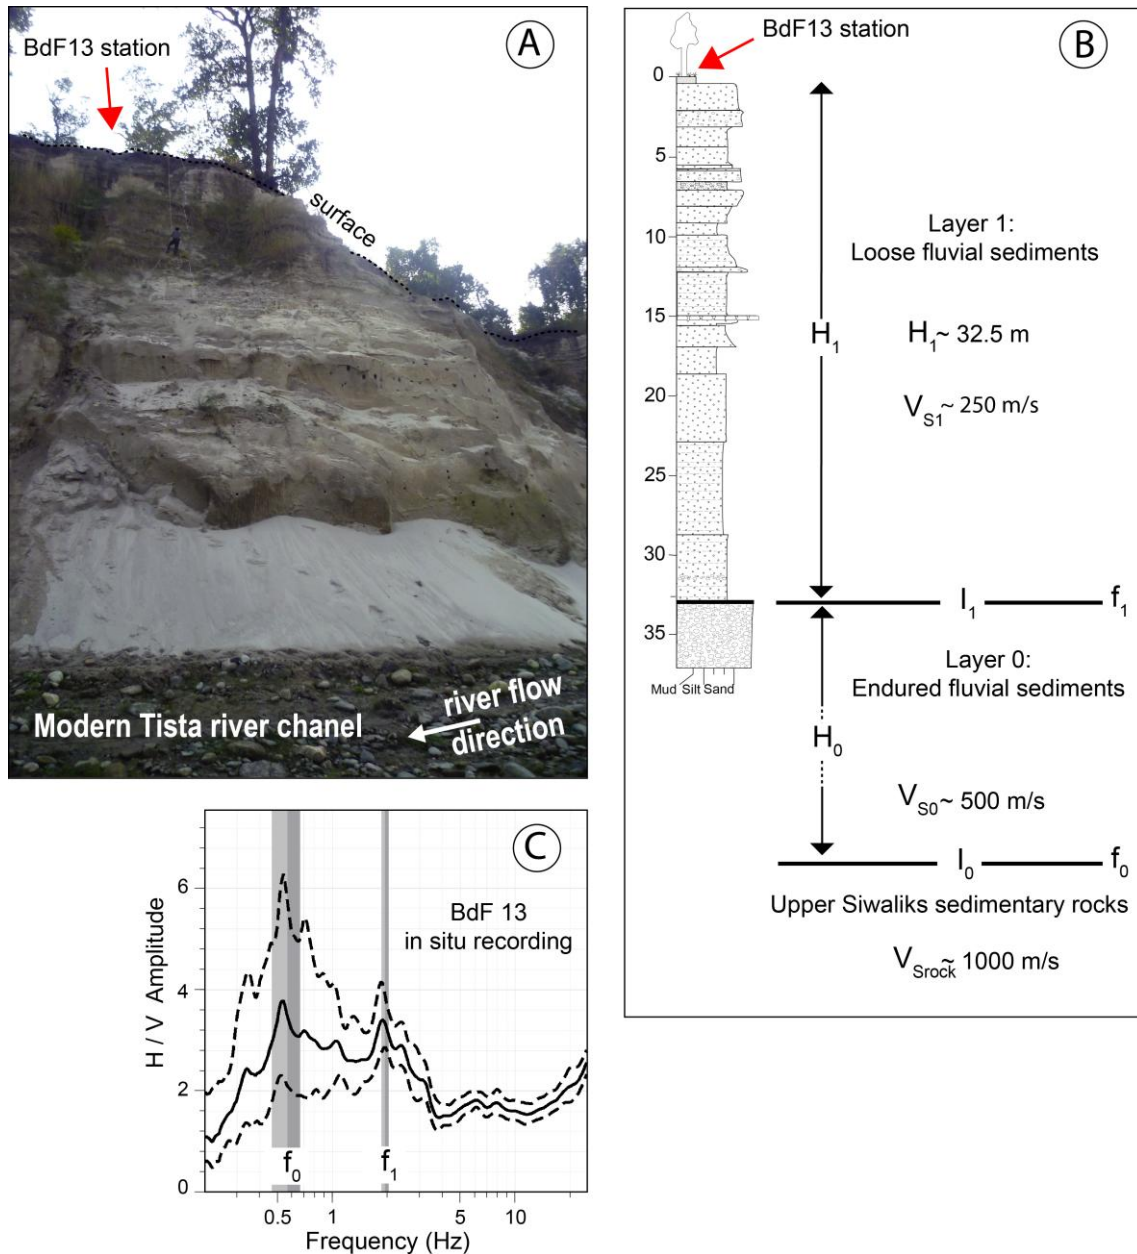 A
BdF13 station
surface
Modern Tista river chanel
river flow
direction
B
BdF13 station
0
5
10
15
20
25
30
35
Mud Silt Sand
H1
Layer 1:
Loose fluvial sediments
H1~ 32.5 m
VS1~ 250 m/s
I1
f1
Layer 0:
Endured fluvial sediments
H0
VS0~ 500 m/s
I0
f0
Upper Siwaliks sedimentary rocks
VSrock~ 1000 m/s
C
BdF 13
in situ recording
H / V Amplitude
6
4
2
0
f0
f1
0.5
1
5
10
Frequency (Hz)